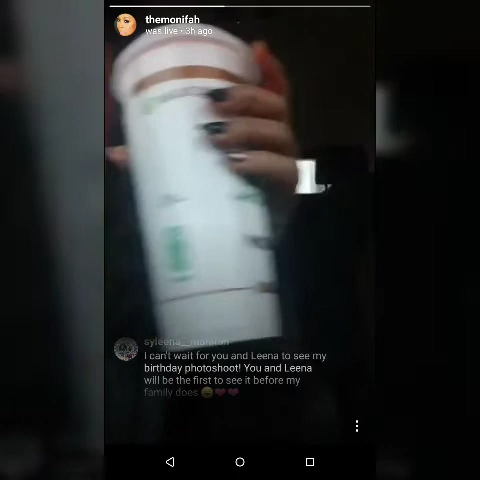 themonifah
was live • 3h ago
I can't wait for you and Leena to see my
birthday photoshoot! You and Leena
will be the first to see it before my
family does 😄❤❤